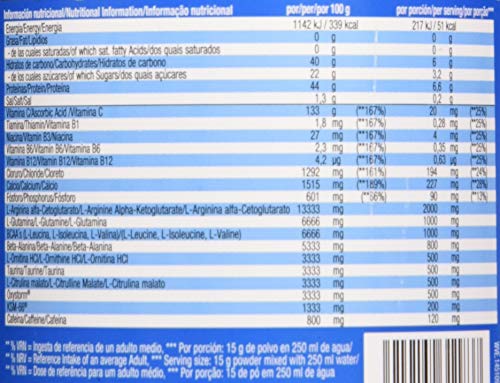 Información nutricional/Nutritional Information/Informação nutricional por/per/por 100 g por porción/per serving/por porção***
Energía/Energy/Energia 1142 kJ / 339 kcal 217 kJ / 51 kcal
Grasa/Fat/Lípidios 0 g 0 g
- de las cuales saturadas/of which sat. fatty Acids/dos quais saturados 0 g 0 g
Hidratos de carbono/Carbohydrates/Hidratos de carbono 40 g 6 g
- de las cuales azúcares/of which Sugars/dos quais açúcares 22 g 3,2 g
Proteínas/Protein/Proteína 44 g 6,6 g
Sal/Salt/Sal 1,3 g 0,2 g
Vitamina C/Ascorbic Acid /Vitamina C 133 g (**167%) 20 mg (**25%)
Tiamina/Thiamin/Vitamina B1 1,8 mg (**167%) 0,28 mg (**25%)
Niacina/Vitamin B3/Niacina 27 mg (**167%) 4 mg (**25%)
Vitamina B6/Vitamin B6/Vitamina B6 2,3 mg (**167%) 0,35 mg (**25%)
Vitamina B12/Vitamin B12/Vitamina B12 4,2 µg (**167%) 0,63 µg (**25%)
Cloruro/Chloride/Cloreto 1292 mg (**161%) 194 mg (**24%)
Calcio/Calcium/Cálcio 1515 mg (**189%) 227 mg (**28%)
Fósforo/Phosphorus/Fósforo 601 mg (**86%) 90 mg (**13%)
L-Arginina alfa-Cetoglutarato/L-Arginine Alpha-Ketoglutarate/L-Arginina alfa-Cetoglutarato 13333 mg 2000 mg
L-Glutamina/L-Glutamine/L-Glutamina 6666 mg 1000 mg
BCAA's (L-Leucina, L-Isoleucina, L-Valina)/(L-Leucine, L-Isoleucine, L-Valine) 6666 mg 1000 mg
Beta-Alanina/Beta-Alanine/Beta-Alanina 5333 mg 800 mg
L-Ornitina HCl/L-Ornithine HCl/L-Ornitina HCl 3333 mg 500 mg
Taurina/Taurine/Taurina 3333 mg 500 mg
L-Citrulina malato/L-Citrulline Malate/L-Citrulina malato 3333 mg 500 mg
Oxystorm® 3333 mg 500 mg
KSM-66® 1333 mg 200 mg
Cafeína/Caffeine/Cafeína 800 mg 120 mg
** % VRN = Ingesta de referencia de un adulto medio, *** Por porción: 15 g de polvo en 250 ml de agua/
** % NRV = Reference Intake of an average Adult, *** Serving size: 15 g powder mixed with 250 ml water/
** % VRN = Dose de referência para um adulto médio, *** Por porção: 15 g de pó em 250 ml de água